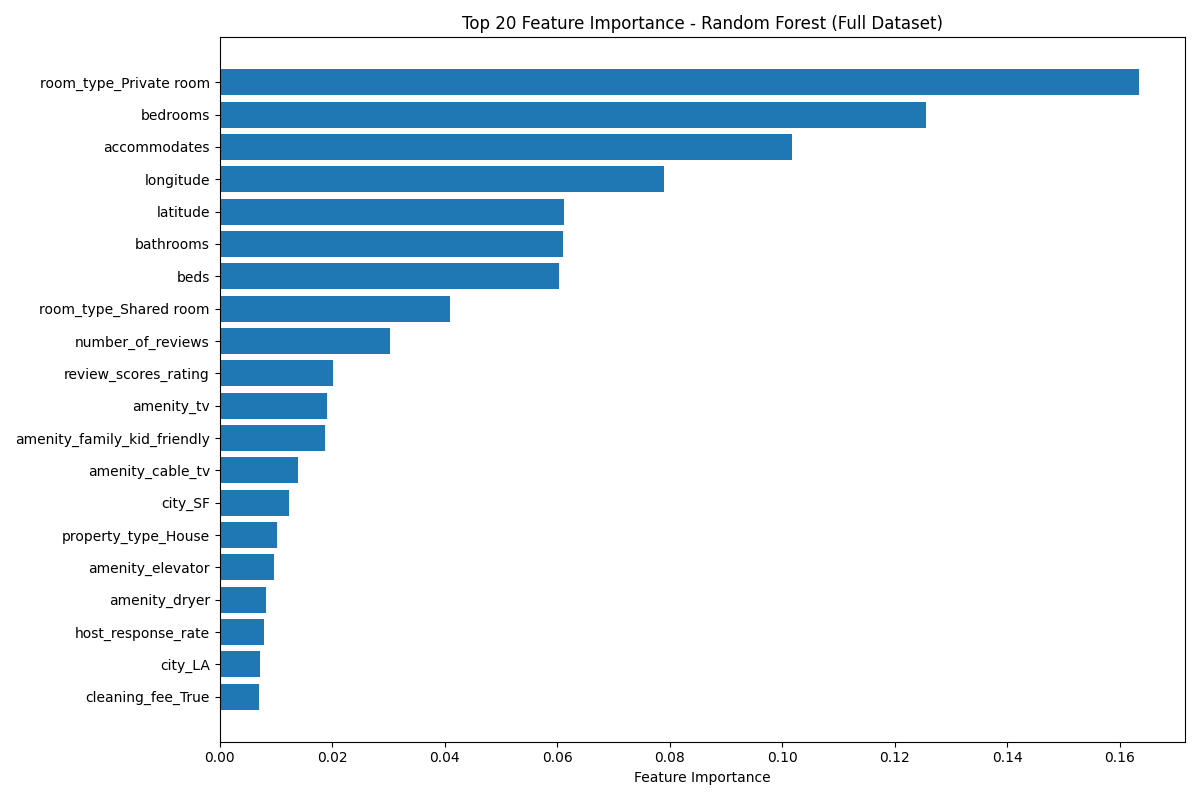 Top 20 Feature Importance - Random Forest (Full Dataset)
room_type_Private room
bedrooms
accommodates
longitude
latitude
bathrooms
beds
room_type_Shared room
number_of_reviews
review_scores_rating
amenity_tv
amenity_family_kid_friendly
amenity_cable_tv
city_SF
property_type_House
amenity_elevator
amenity_dryer
host_response_rate
city_LA
cleaning_fee_True
0.00 0.02 0.04 0.06 0.08 0.10 0.12 0.14 0.16
Feature Importance